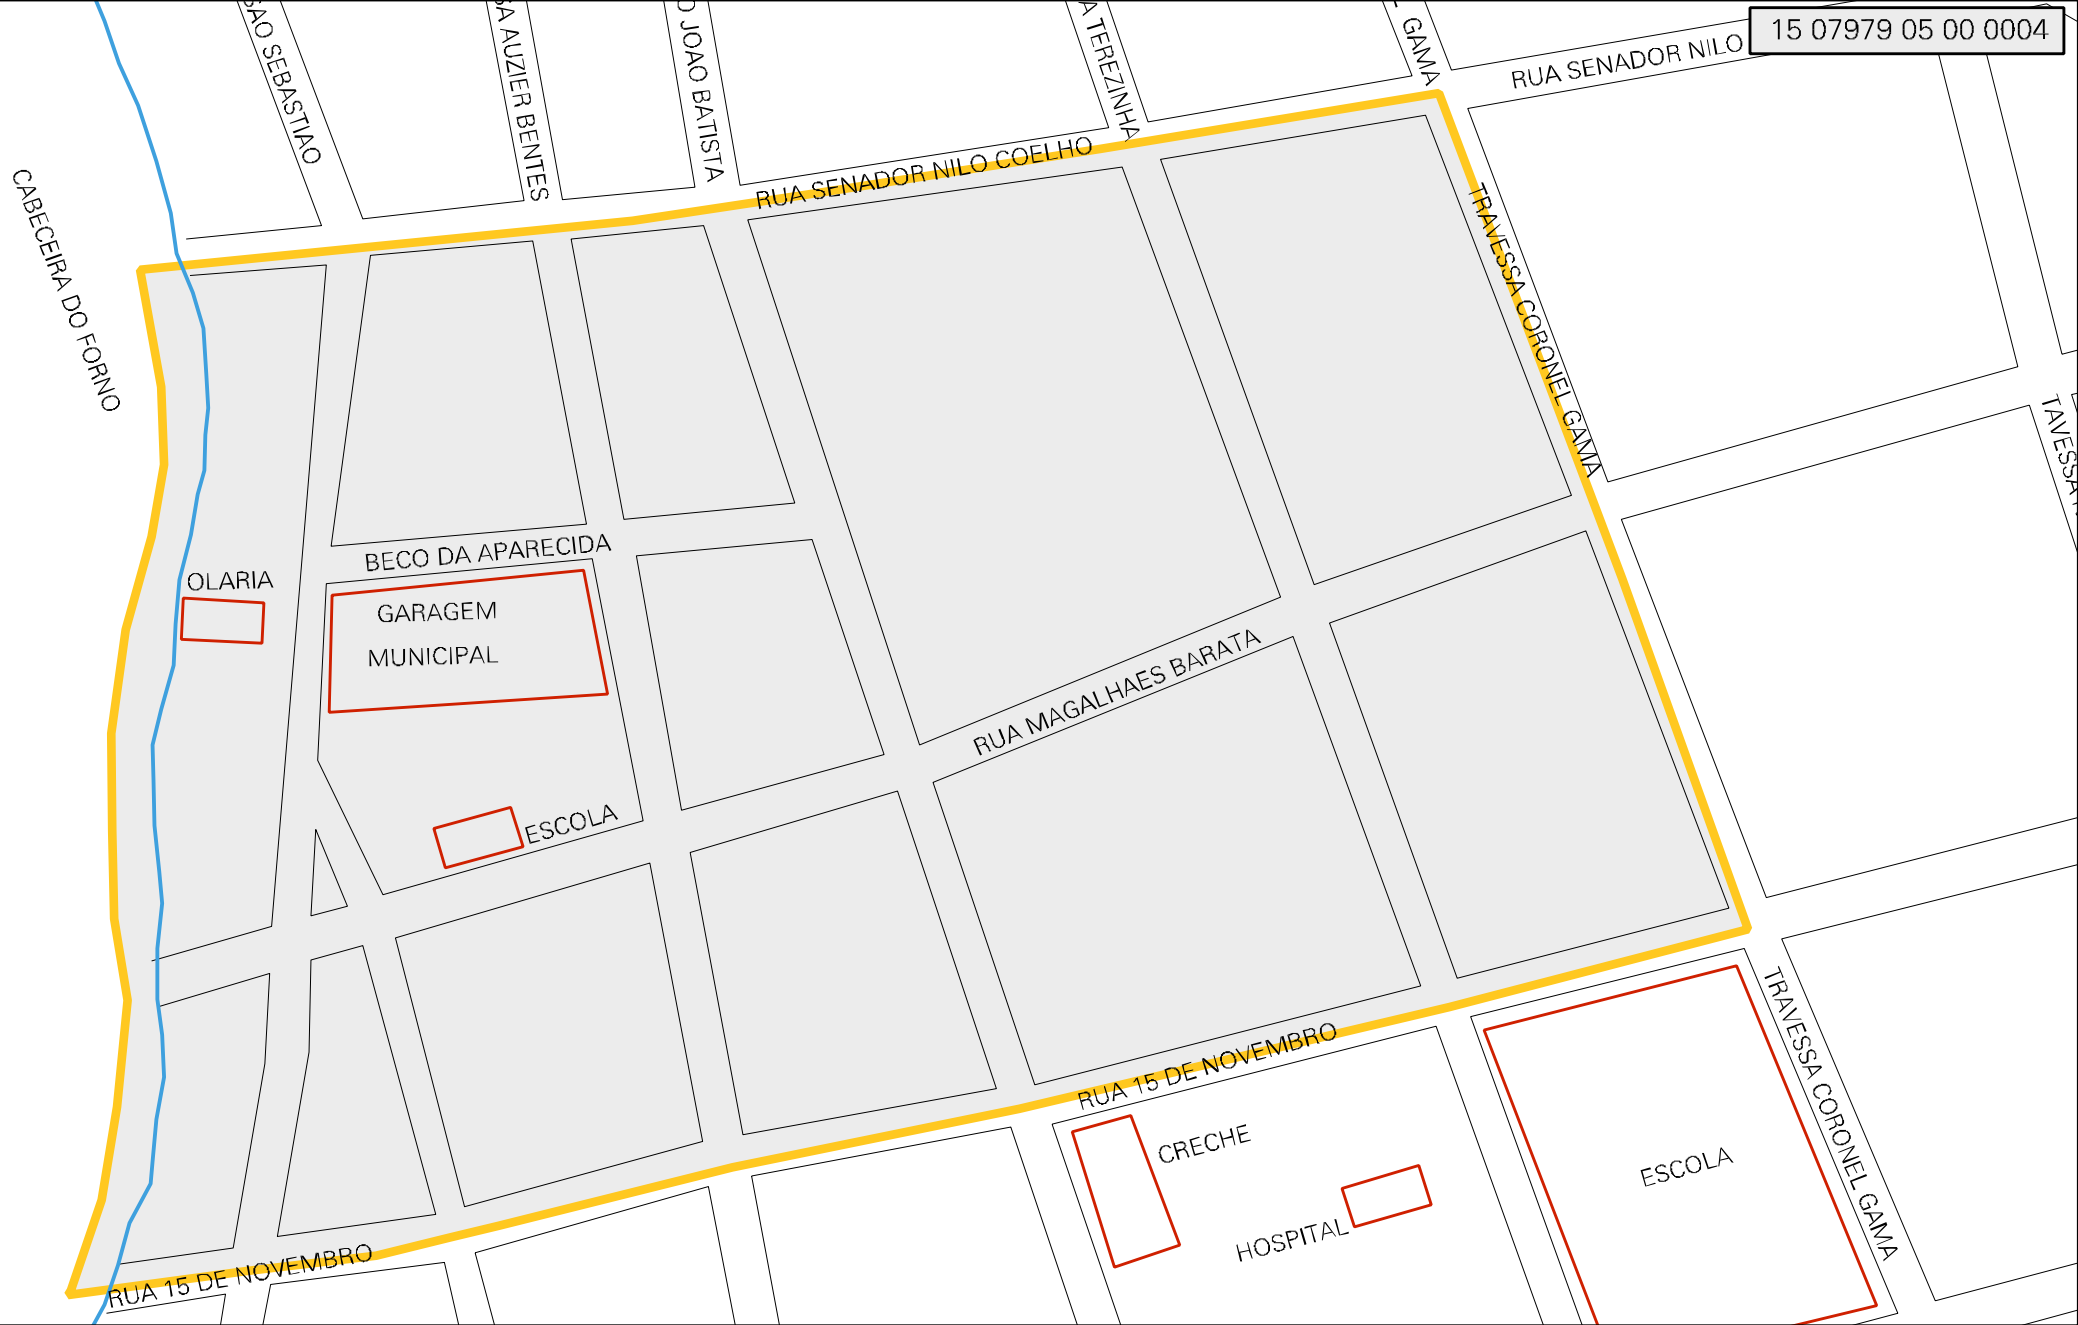 15 07979 05 00 0004
SAO SEBASTIAO
SA AUZIER BENTES
O JOAO BATISTA
A TEREZINHA
GAMA
RUA SENADOR NILO
RUA SENADOR NILO COELHO
CABECEIRA DO FORNO
TRAVESSA CORONEL GAMA
TAVESSA
BECO DA APARECIDA
OLARIA
GARAGEM
MUNICIPAL
ESCOLA
RUA MAGALHAES BARATA
RUA 15 DE NOVEMBRO
TRAVESSA CORONEL GAMA
CRECHE
HOSPITAL
ESCOLA
RUA 15 DE NOVEMBRO